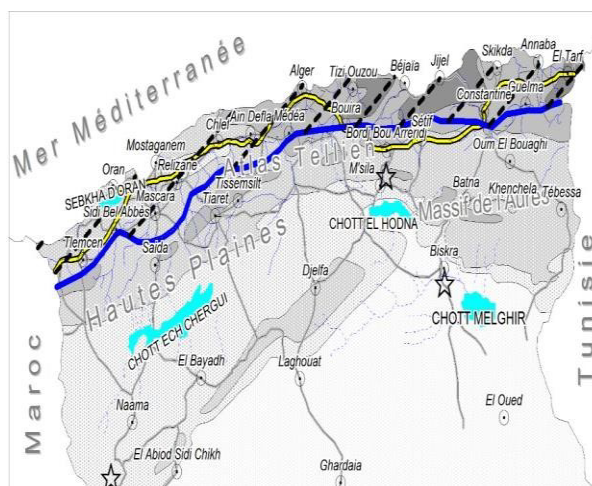 Mer Méditerranée
Skikda
Annaba
El Tarf
Jijel
Béjaïa
Tizi Ouzou
Alger
Guelma
Constantine
Bouira
Médéa
Ain Defla
Chlef
Sétif
Bordj Bou Arreridj
Mostaganem
Relizane
Atlas Tellien
Oum El Bouaghi
Oran
SEBKHA D'ORAN
Mascara
Tissemsilt
M'sila
Sidi Bel Abbès
Tiaret
Batna
Khenchela
Tébessa
Massif de l'Aurès
CHOTT EL HODNA
Tlemcen
Saida
Biskra
Hautes Plaines
Djelfa
CHOTT MELGHIR
CHOTT ECH CHERGUI
Tunisie
Maroc
El Bayadh
Laghouat
Naama
El Oued
El Abiod Sidi Chikh
Ghardaia